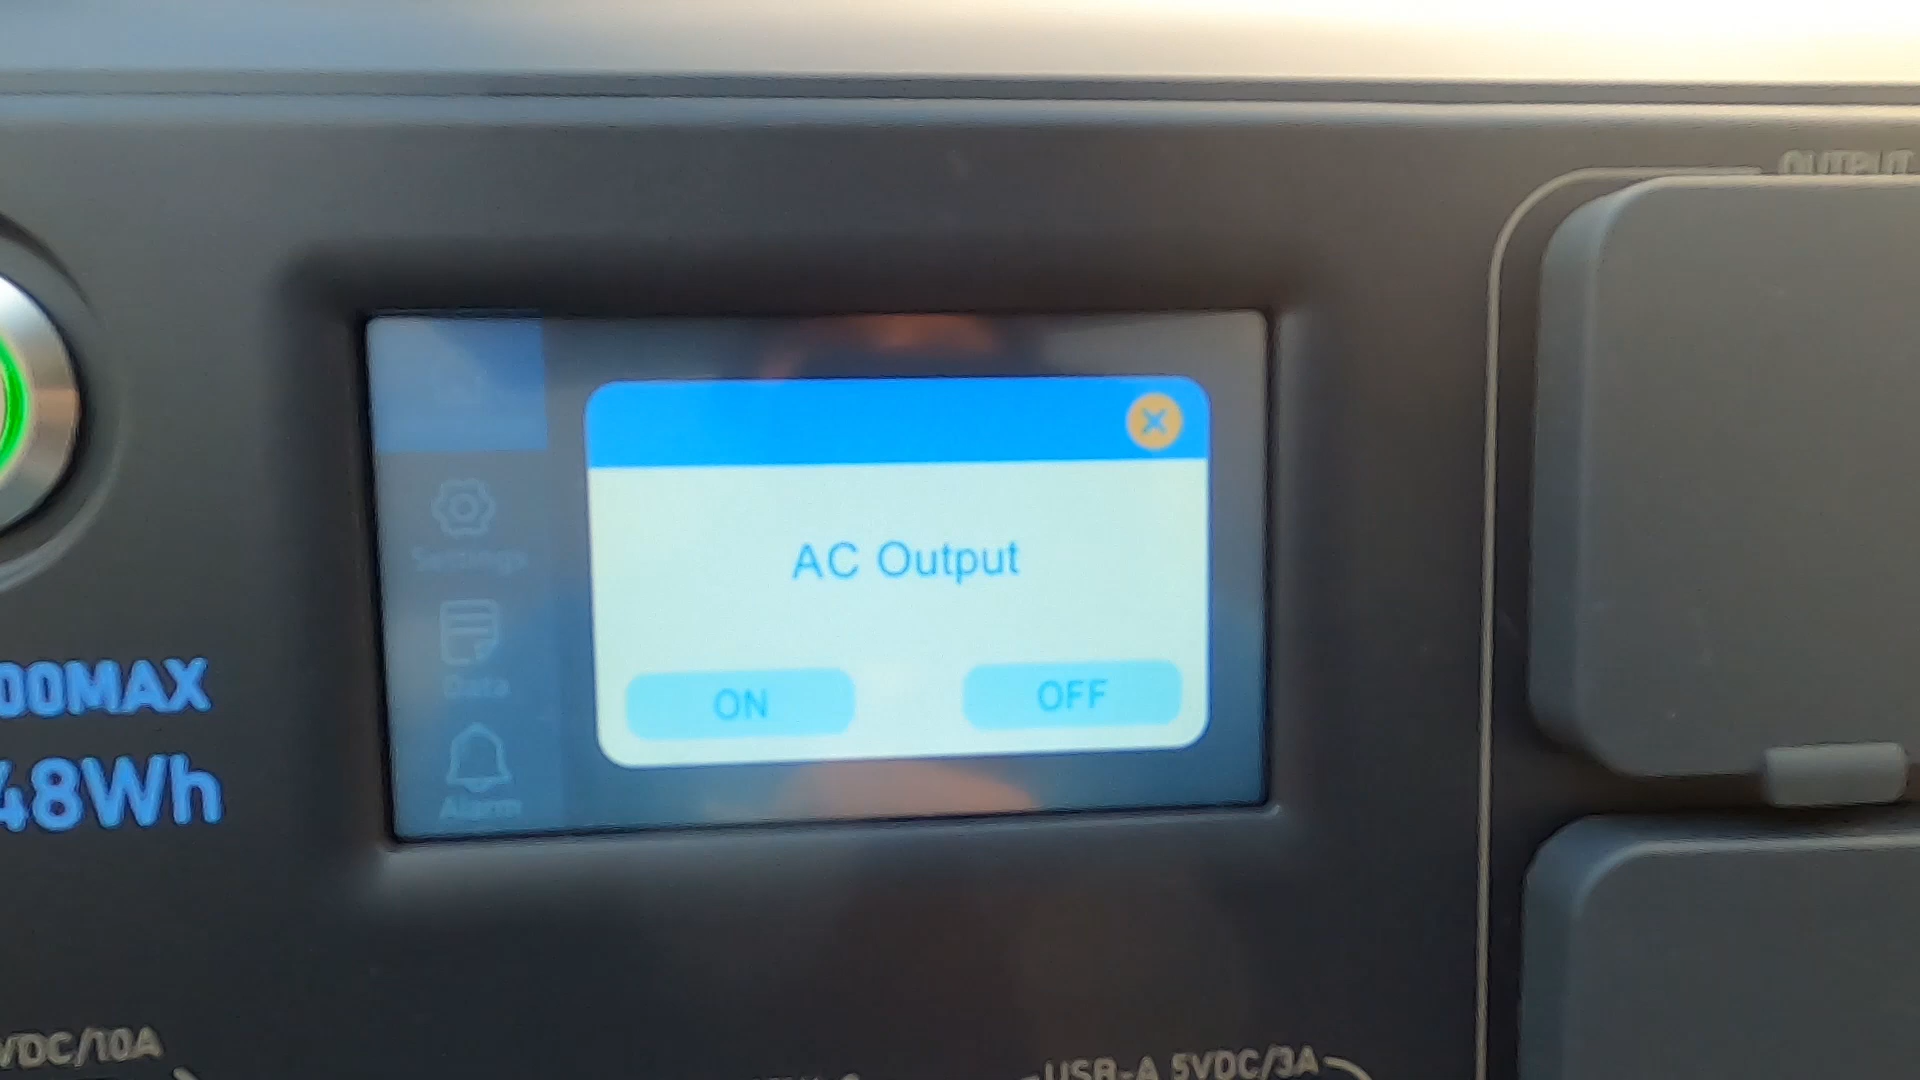 OUTPUT
AC Output
Settings
Data
Alarm
ON
OFF
00MAX
48Wh
VDC/10A
USB-A 5VDC/3A